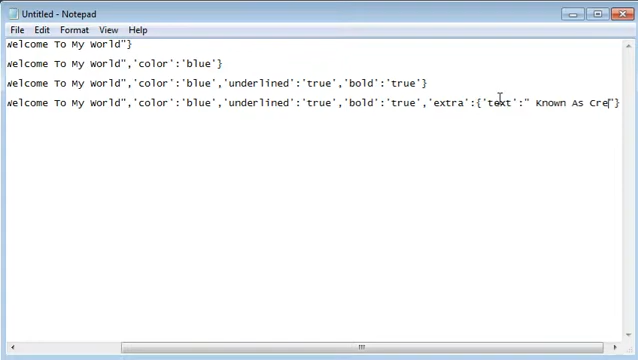 Untitled - Notepad
File Edit Format View Help
Welcome To My World"}
Welcome To My World",'color':'blue'}
Welcome To My World",'color':'blue','underlined':'true','bold':'true'}
Welcome To My World",'color':'blue','underlined':'true','bold':'true','extra':{'text':" Known As Cre"}